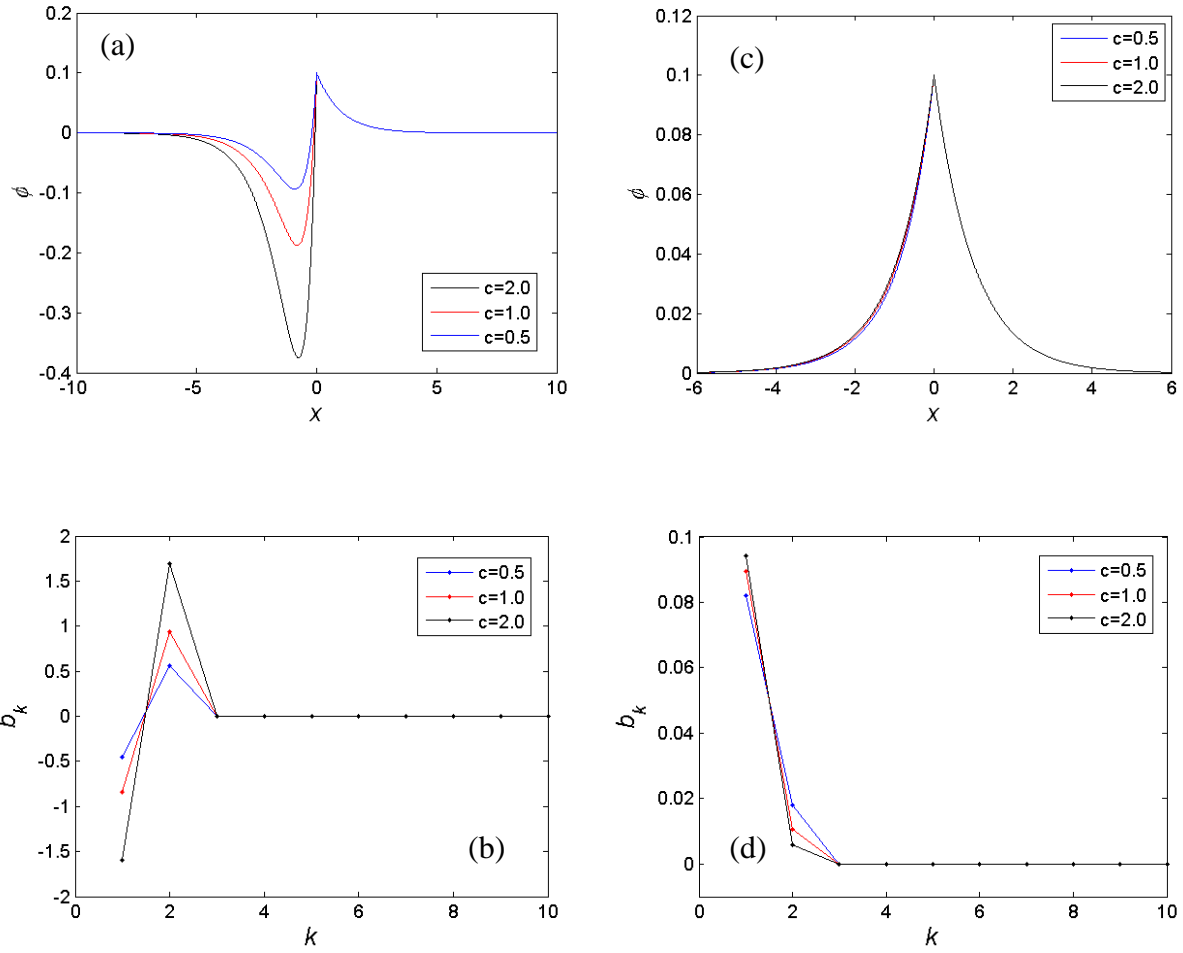 (a)
0.2
0.1
0
-0.1
-0.2
-0.3
-0.4
ϕ
c=2.0
c=1.0
c=0.5
-10 -5 0 5 10
x
(c)
0.12
0.1
0.08
0.06
0.04
0.02
0
ϕ
c=0.5
c=1.0
c=2.0
-6 -4 -2 0 2 4 6
x
2
1.5
1
0.5
0
-0.5
-1
-1.5
-2
b_k
c=0.5
c=1.0
c=2.0
(b)
0 2 4 6 8 10
k
0.1
0.08
0.06
0.04
0.02
0
b_k
c=0.5
c=1.0
c=2.0
(d)
0 2 4 6 8 10
k